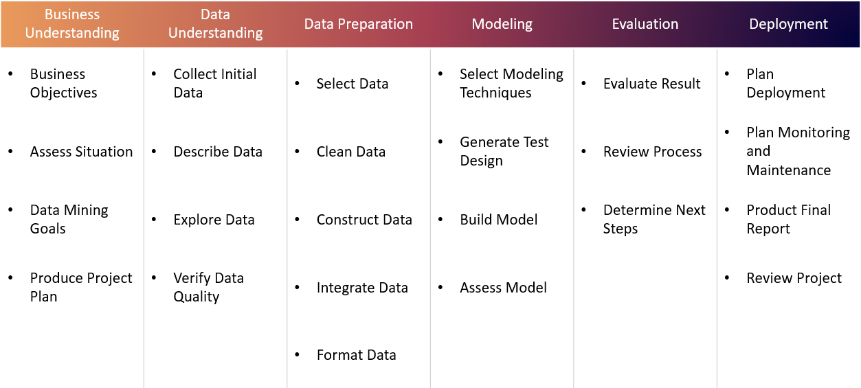 Business
Understanding
Data
Understanding
Data Preparation
Modeling
Evaluation
Deployment
• Business
Objectives
• Assess Situation
• Data Mining
Goals
• Produce Project
Plan
• Collect Initial
Data
• Describe Data
• Explore Data
• Verify Data
Quality
• Select Data
• Clean Data
• Construct Data
• Integrate Data
• Format Data
• Select Modeling
Techniques
• Generate Test
Design
• Build Model
• Assess Model
• Evaluate Result
• Review Process
• Determine Next
Steps
• Plan
Deployment
• Plan Monitoring
and
Maintenance
• Product Final
Report
• Review Project